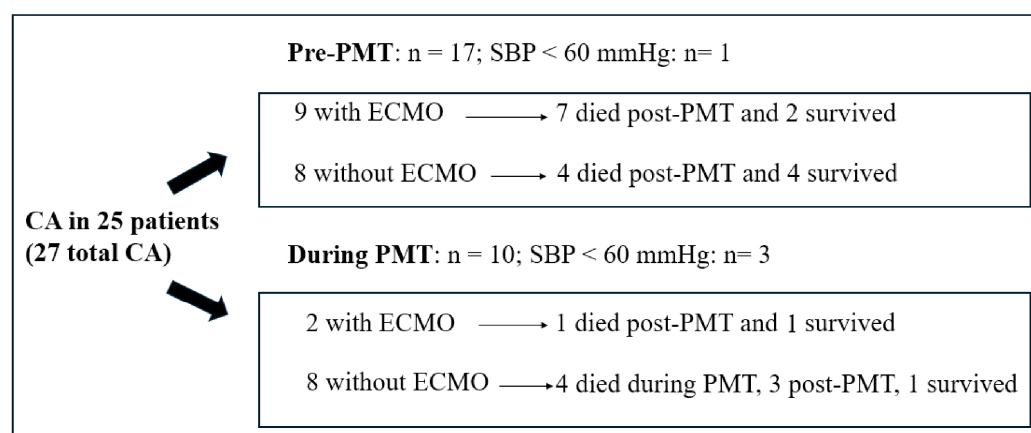 Pre-PMT: n = 17; SBP < 60 mmHg: n= 1
9 with ECMO 7 died post-PMT and 2 survived
8 without ECMO 4 died post-PMT and 4 survived
CA in 25 patients
(27 total CA)
During PMT: n = 10; SBP < 60 mmHg: n= 3
2 with ECMO 1 died post-PMT and 1 survived
8 without ECMO 4 died during PMT, 3 post-PMT, 1 survived